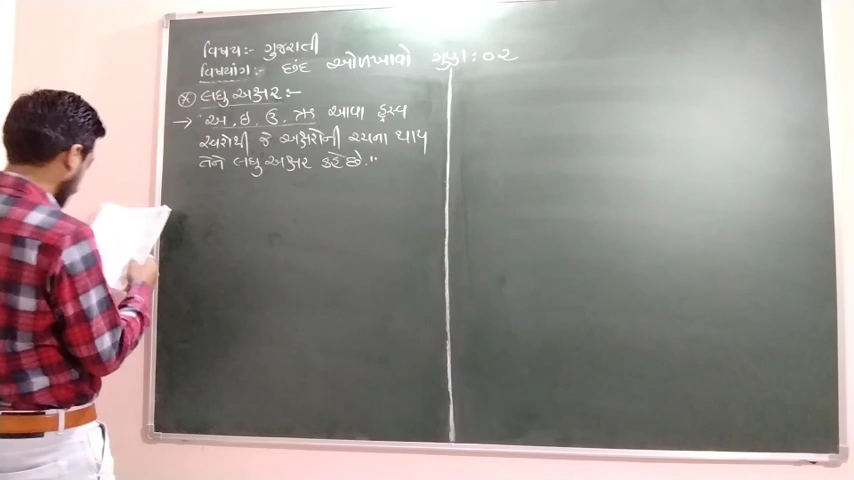 વિષય:- ગુજરાતી
વિષયાંગ:- છંદ ઓળખાવો ગુણ : ૦૨
* લઘુ અક્ષર :-
→ "અ, ઇ, ઉ, ઋ આવા હ્રસ્વ
સ્વરોથી જે અક્ષરોની રચના થાય
તેને લઘુ અક્ષર કહે છે."